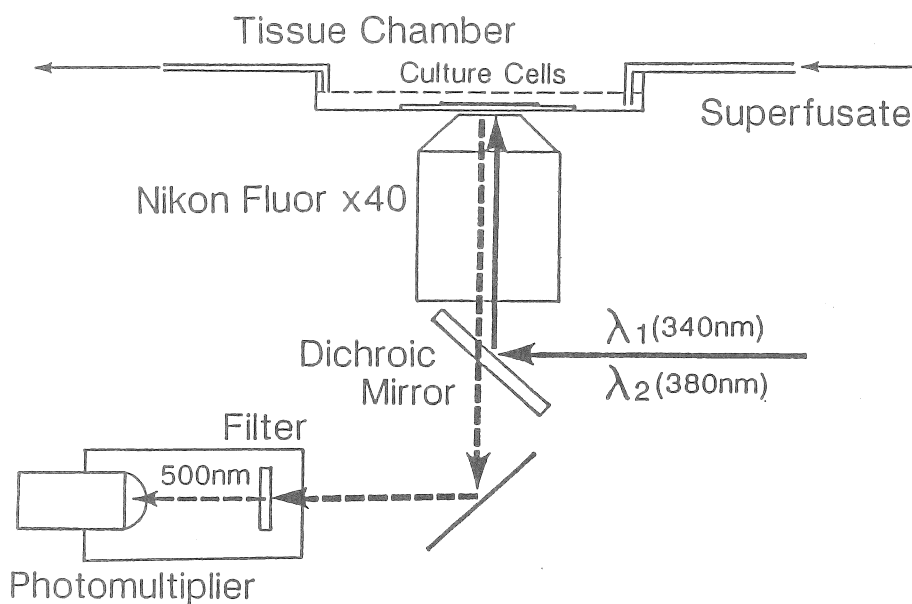 Tissue Chamber
Culture Cells
Superfusate
Nikon Fluor x40
λ1(340nm)
Dichroic
Mirror
λ2(380nm)
Filter
500nm
Photomultiplier